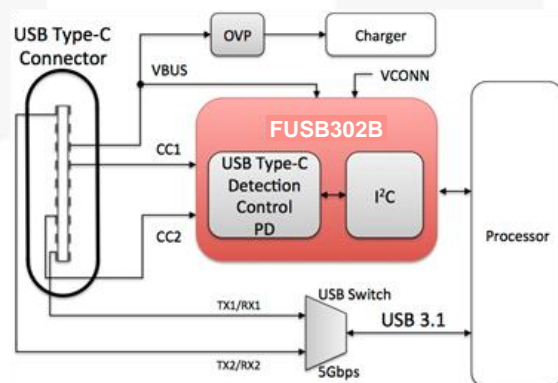 USB Type-C
Connector
OVP
Charger
VBUS
VCONN
FUSB302B
CC1
USB Type-C
Detection
Control
PD
I²C
CC2
Processor
USB Switch
TX1/RX1
USB 3.1
TX2/RX2
5Gbps